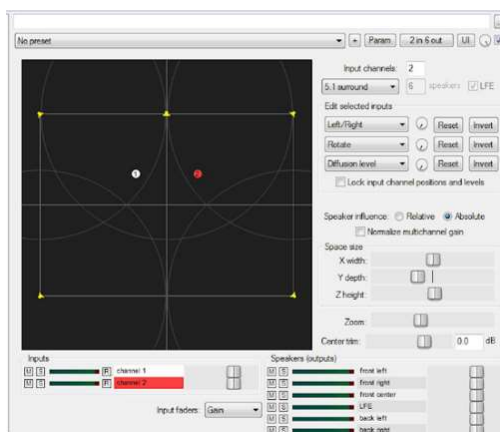 No preset + Param 2 in 6 out UI
Input channels: 2
5.1 surround 6 speakers LFE
Edit selected inputs
Left/Right Reset Invert
Rotate Reset Invert
Diffusion level Reset Invert
Lock input channel positions and levels
Speaker influence: Relative Absolute
Normalize multichannel gain
Space size
X width:
Y depth:
Z height:
Zoom:
Center trim: 0.0 dB
1 2
Inputs
M S R channel 1
M S R channel 2
Input faders: Gain
Speakers (outputs)
M S front left
M S front right
M S front center
M S LFE
M S back left
M S back right